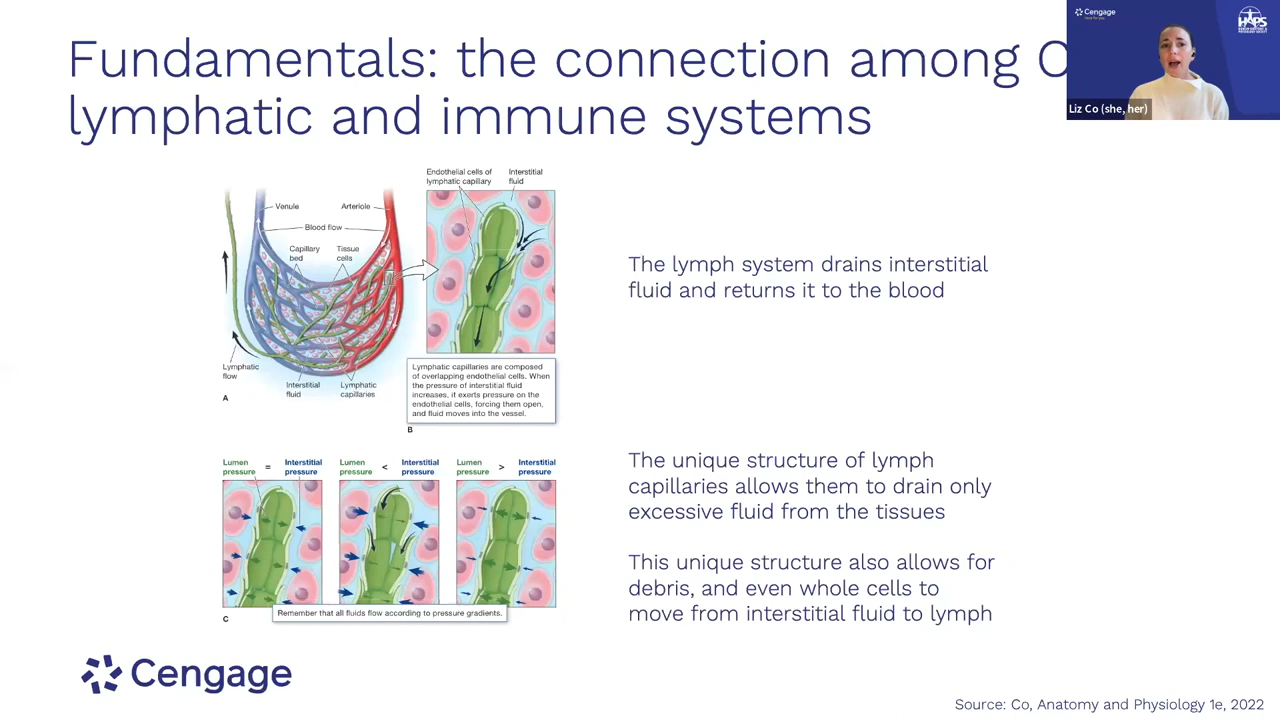 Fundamentals: the connection among
lymphatic and immune systems
Cengage
HAPS
Liz Co (she, her)
Endothelial cells of
lymphatic capillary
Interstitial
fluid
Venule
Arteriole
Blood flow
Capillary
bed
Tissue
cells
Lymphatic
flow
Interstitial
fluid
Lymphatic
capillaries
A
Lymphatic capillaries are composed
of overlapping endothelial cells. When
the pressure of interstitial fluid
increases, it exerts pressure on the
endothelial cells, forcing them open,
and fluid moves into the vessel.
B
The lymph system drains interstitial
fluid and returns it to the blood
Lumen
pressure
=
Interstitial
pressure
Lumen
pressure
<
Interstitial
pressure
Lumen
pressure
>
Interstitial
pressure
Remember that all fluids flow according to pressure gradients.
C
The unique structure of lymph
capillaries allows them to drain only
excessive fluid from the tissues
This unique structure also allows for
debris, and even whole cells to
move from interstitial fluid to lymph
Cengage
Source: Co, Anatomy and Physiology 1e, 2022